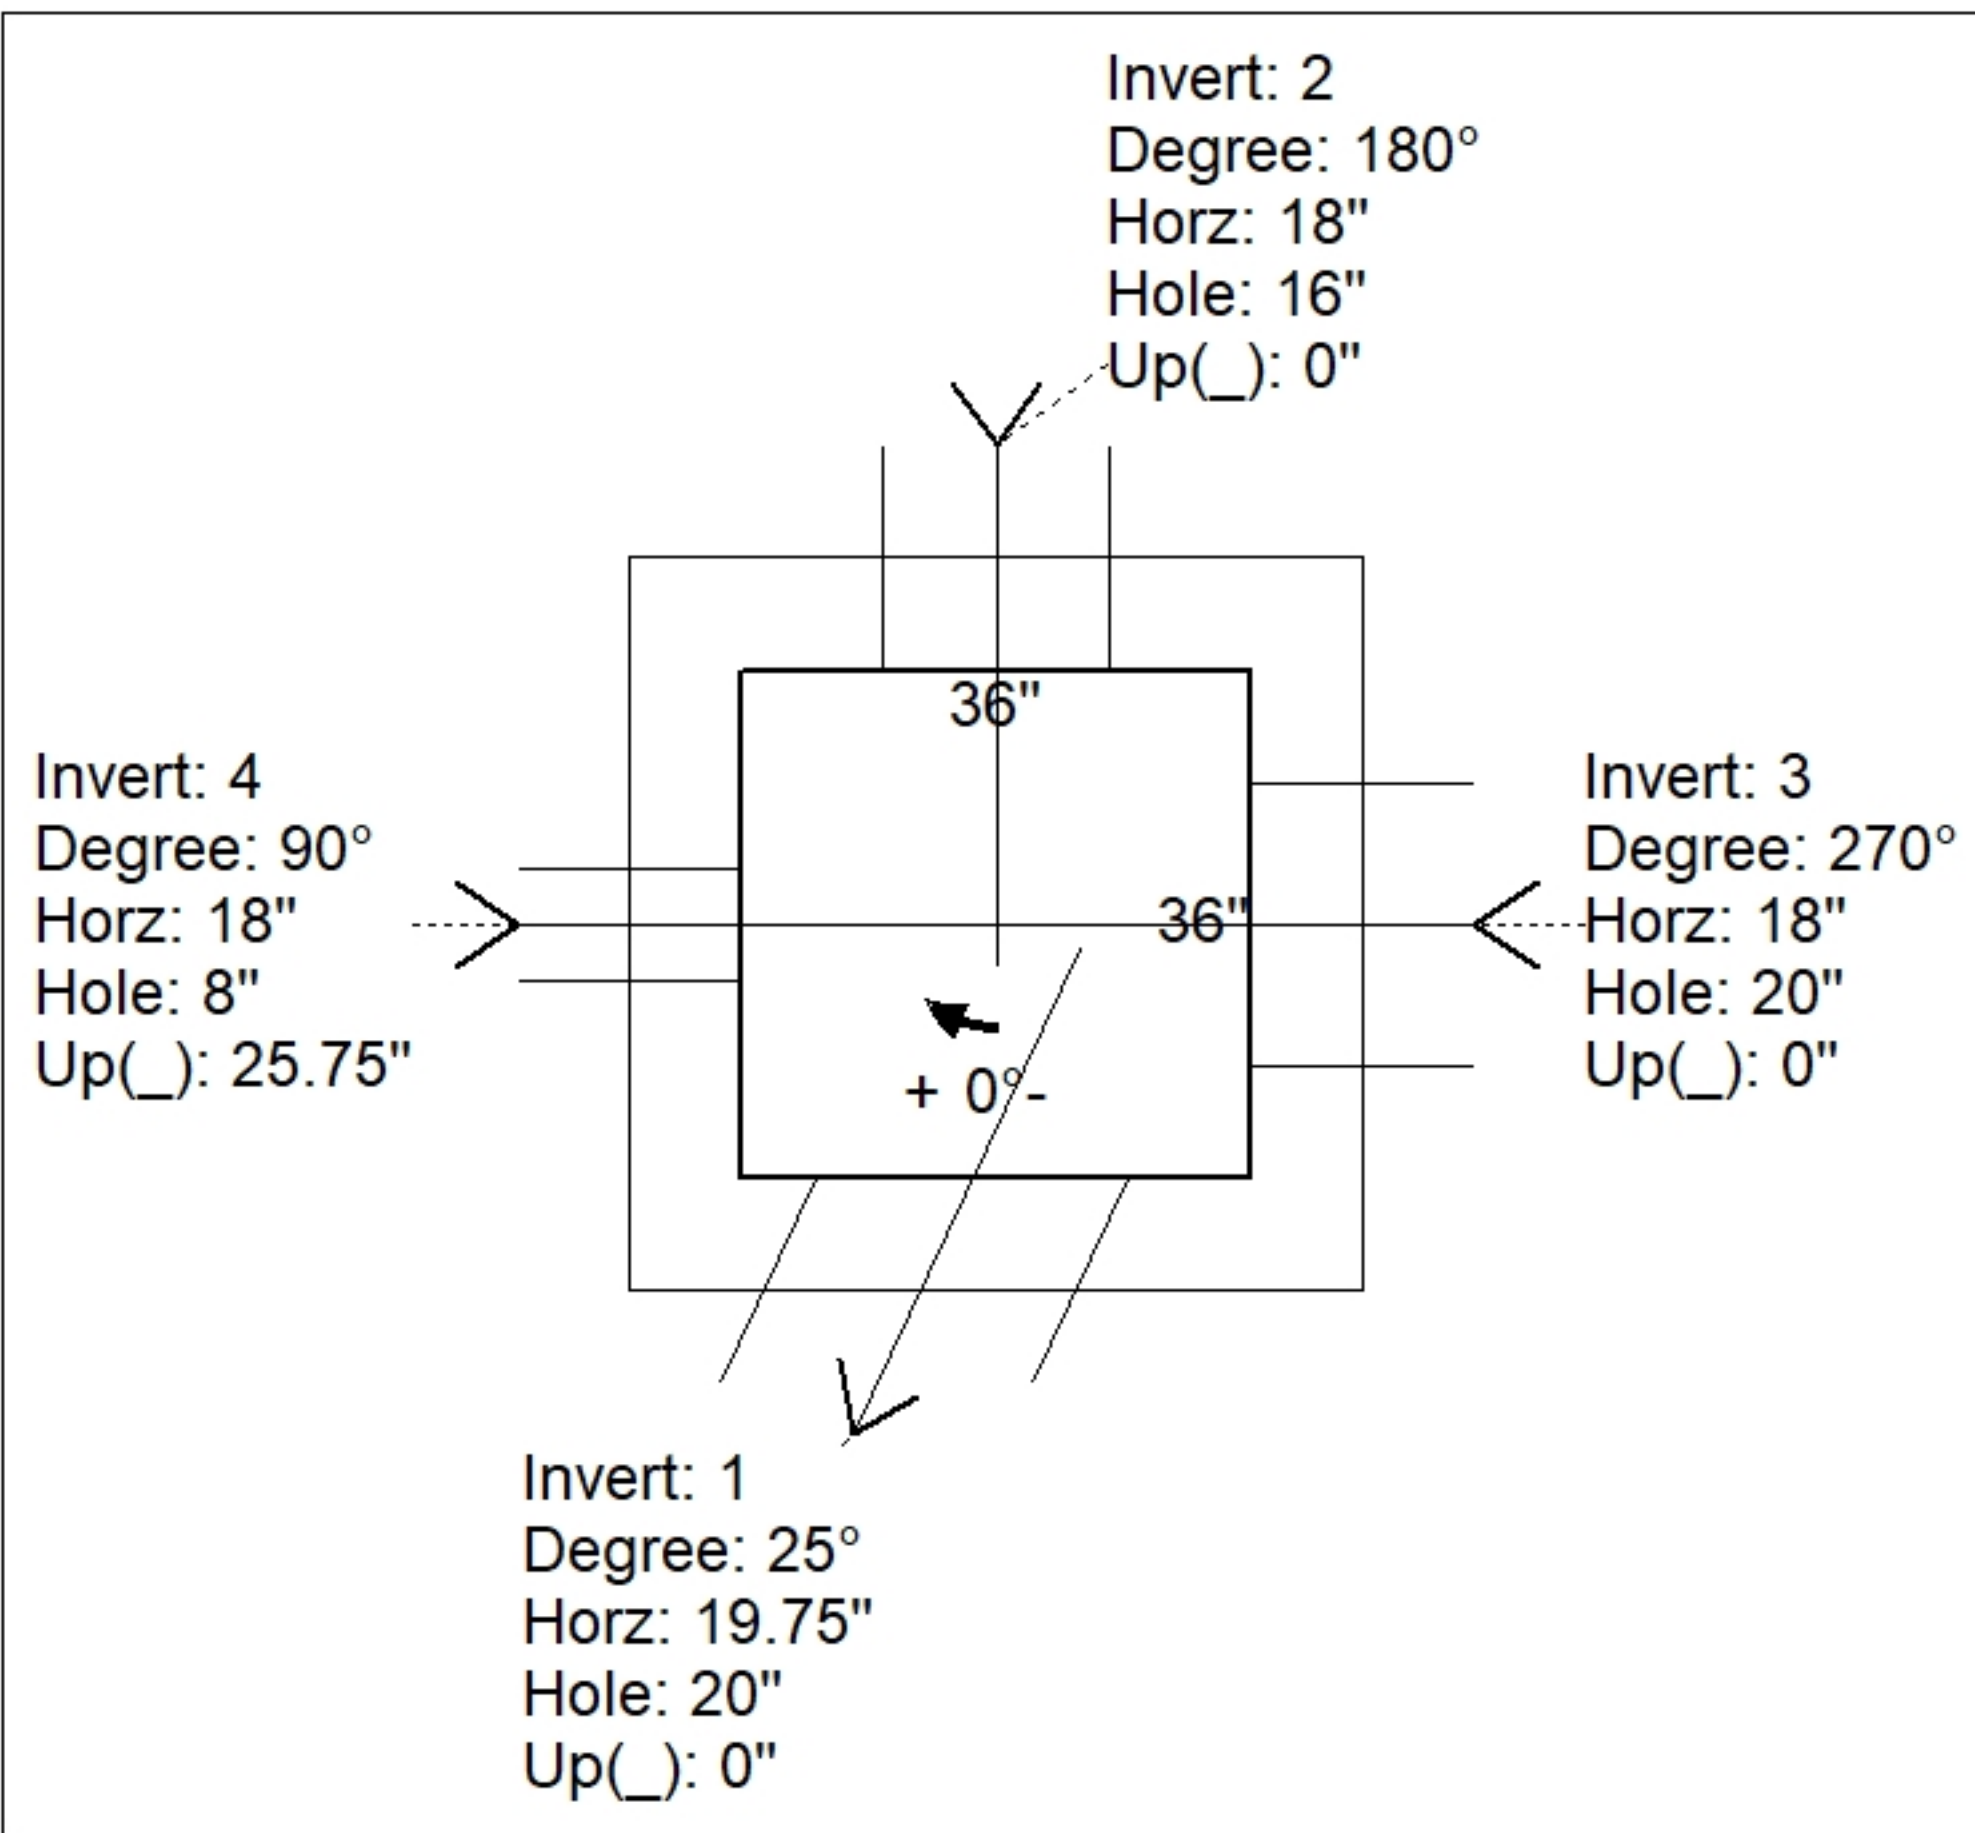 Invert: 2
Degree: 180°
Horz: 18"
Hole: 16"
Up(_): 0"
36"
Invert: 4
Degree: 90°
Horz: 18"
Hole: 8"
Up(_): 25.75"
36"
Invert: 3
Degree: 270°
Horz: 18"
Hole: 20"
Up(_): 0"
+ 0°-
Invert: 1
Degree: 25°
Horz: 19.75"
Hole: 20"
Up(_): 0"